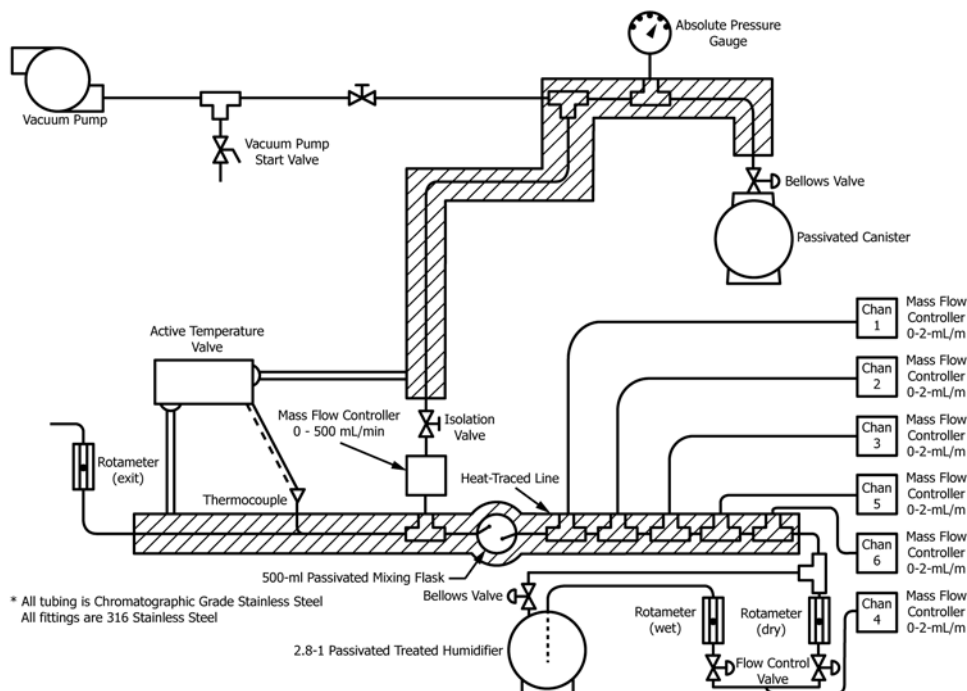 Absolute Pressure
Gauge
Vacuum Pump
Vacuum Pump
Start Valve
Bellows Valve
Passivated Canister
Active Temperature
Valve
Mass Flow Controller
0 - 500 mL/min
Isolation
Valve
Rotameter
(exit)
Thermocouple
Heat-Traced Line
Chan
1
Mass Flow
Controller
0-2-mL/m
Chan
2
Mass Flow
Controller
0-2-mL/m
Chan
3
Mass Flow
Controller
0-2-mL/m
Chan
5
Mass Flow
Controller
0-2-mL/m
Chan
6
Mass Flow
Controller
0-2-mL/m
Chan
4
Mass Flow
Controller
0-2-mL/m
500-ml Passivated Mixing Flask
Bellows Valve
* All tubing is Chromatographic Grade Stainless Steel
All fittings are 316 Stainless Steel
Rotameter
(wet)
Rotameter
(dry)
2.8-1 Passivated Treated Humidifier
Flow Control
Valve